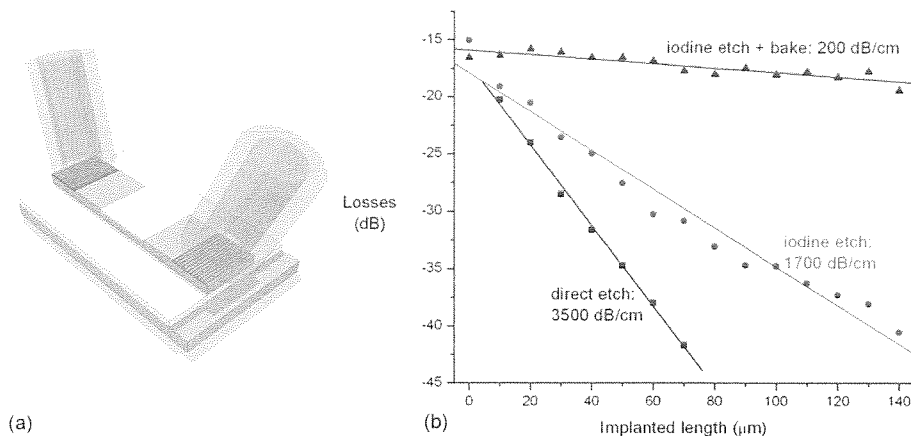 (a)
Losses
(dB)
-15
-20
-25
-30
-35
-40
-45
iodine etch + bake: 200 dB/cm
iodine etch:
1700 dB/cm
direct etch:
3500 dB/cm
0 20 40 60 80 100 120 140
(b) Implanted length (μm)